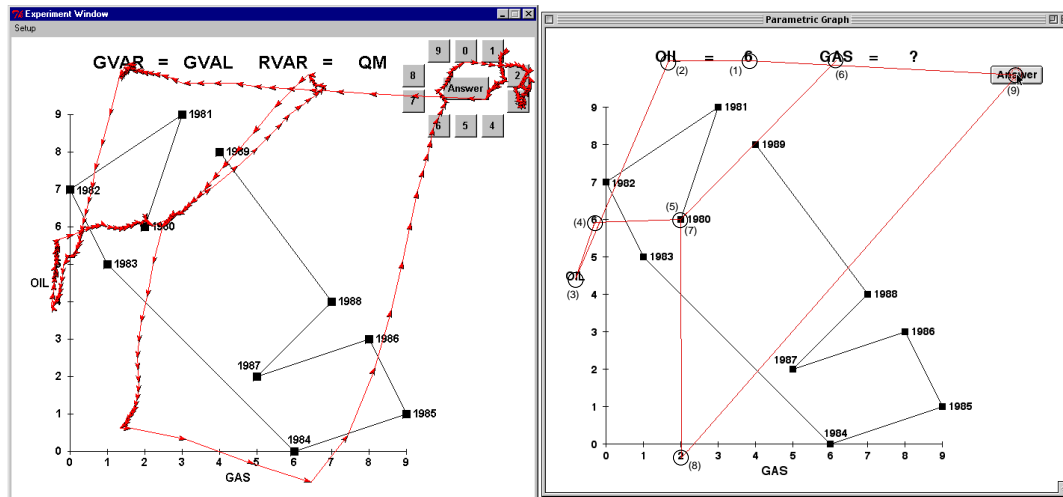 Experiment Window
Setup
GVAR = GVAL RVAR = QM
9 0 1
8 2
Answer
7
6 5 4
9
1981
8
1989
7
1982
6
1980
5
1983
OIL
4
1988
3
1986
1987
2
1
1985
1984
0
0 1 2 3 4 5 6 7 8 9
GAS
Parametric Graph
OIL = 6 GAS = ?
(2) (1) (6)
Answer
(9)
9
1981
8
1989
7
1982
(5)
6
1980
(4) (7)
5
1983
OIL
(3)
4
1988
3
1986
1987
2
1
1985
1984
0
0 1 2 3 4 5 6 7 8 9
(8)
GAS